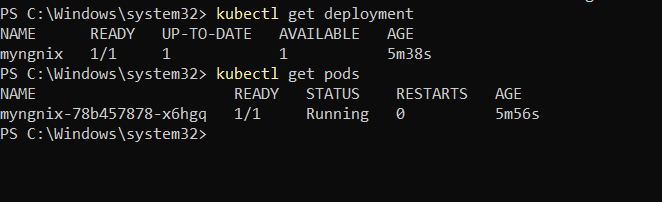 PS C:\Windows\system32> kubectl get deployment
NAME READY UP-TO-DATE AVAILABLE AGE
myngnix 1/1 1 1 5m38s
PS C:\Windows\system32> kubectl get pods
NAME READY STATUS RESTARTS AGE
myngnix-78b457878-x6hgq 1/1 Running 0 5m56s
PS C:\Windows\system32>